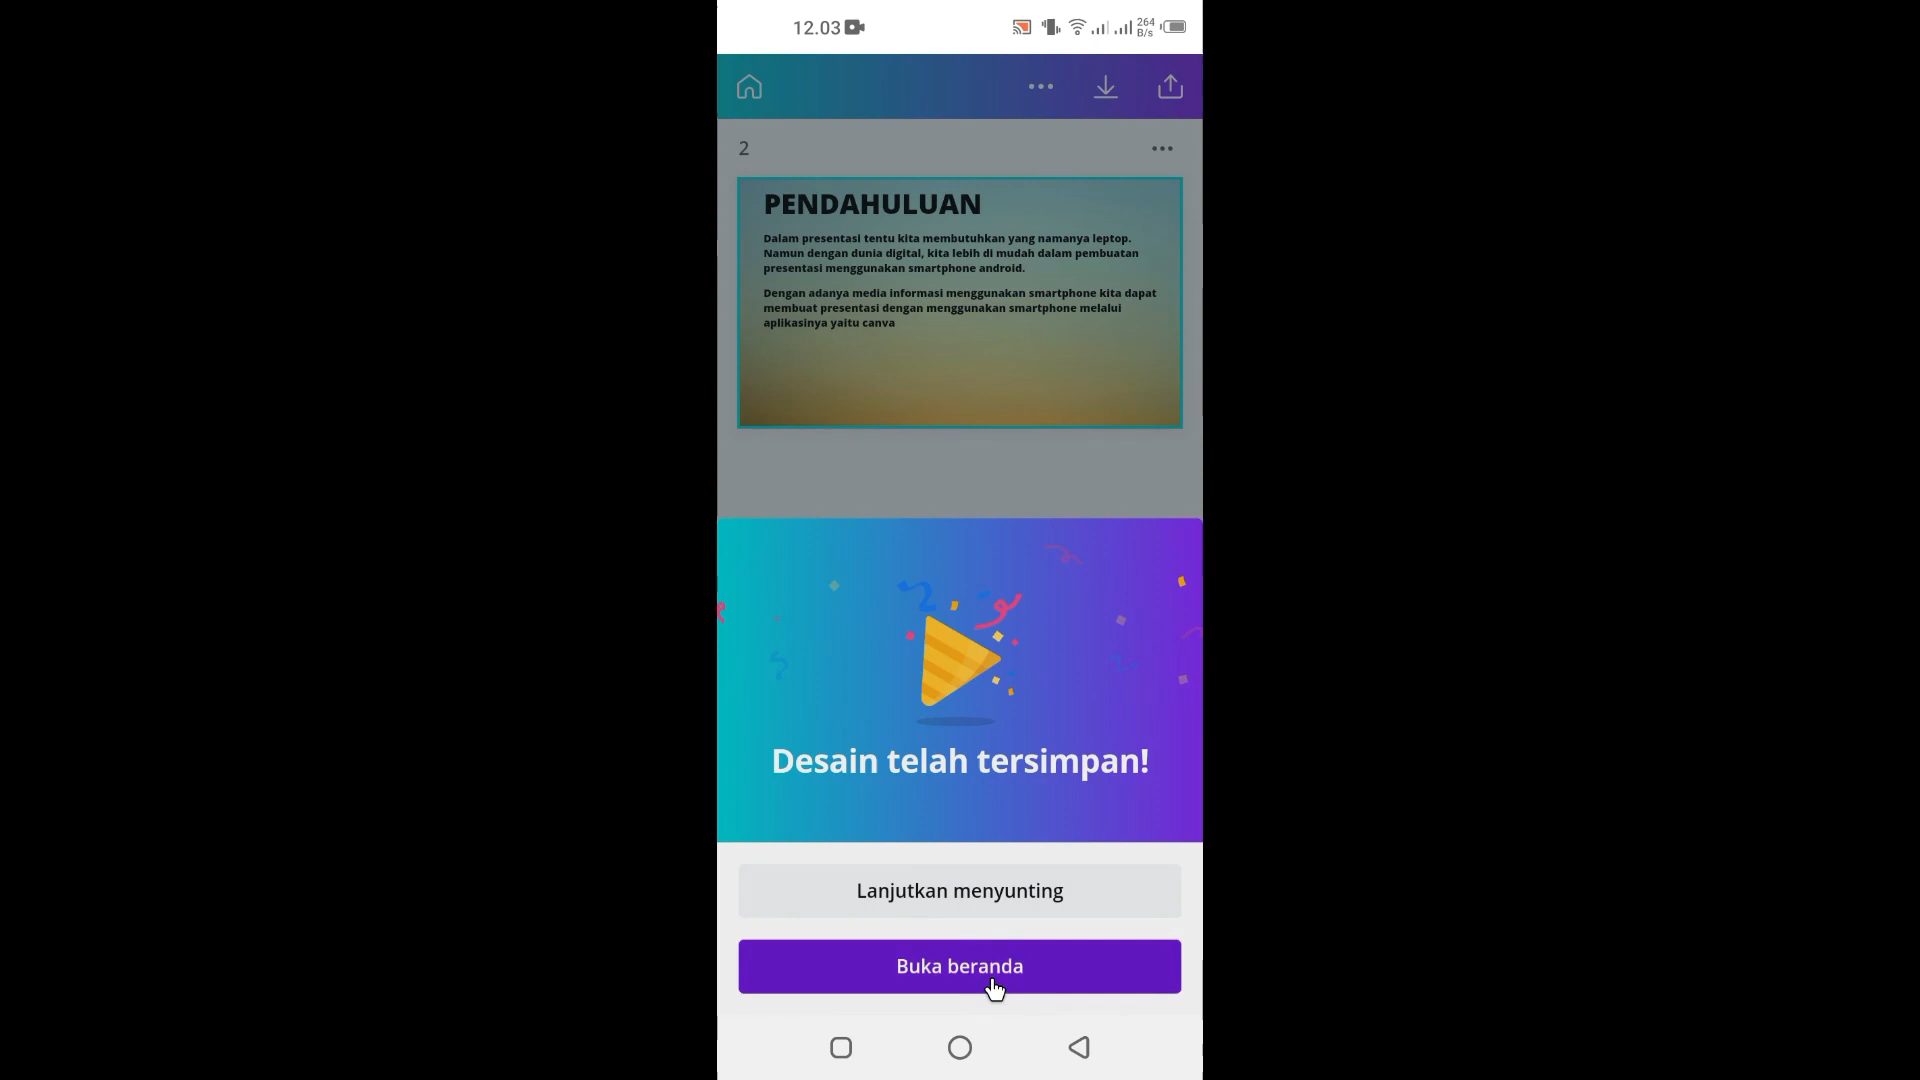 12.03
264
B/s
2
PENDAHULUAN
Dalam presentasi tentu kita membutuhkan yang namanya leptop.
Namun dengan dunia digital, kita lebih di mudah dalam pembuatan
presentasi menggunakan smartphone android.
Dengan adanya media informasi menggunakan smartphone kita dapat
membuat presentasi dengan menggunakan smartphone melalui
aplikasinya yaitu canva
Desain telah tersimpan!
Lanjutkan menyunting
Buka beranda